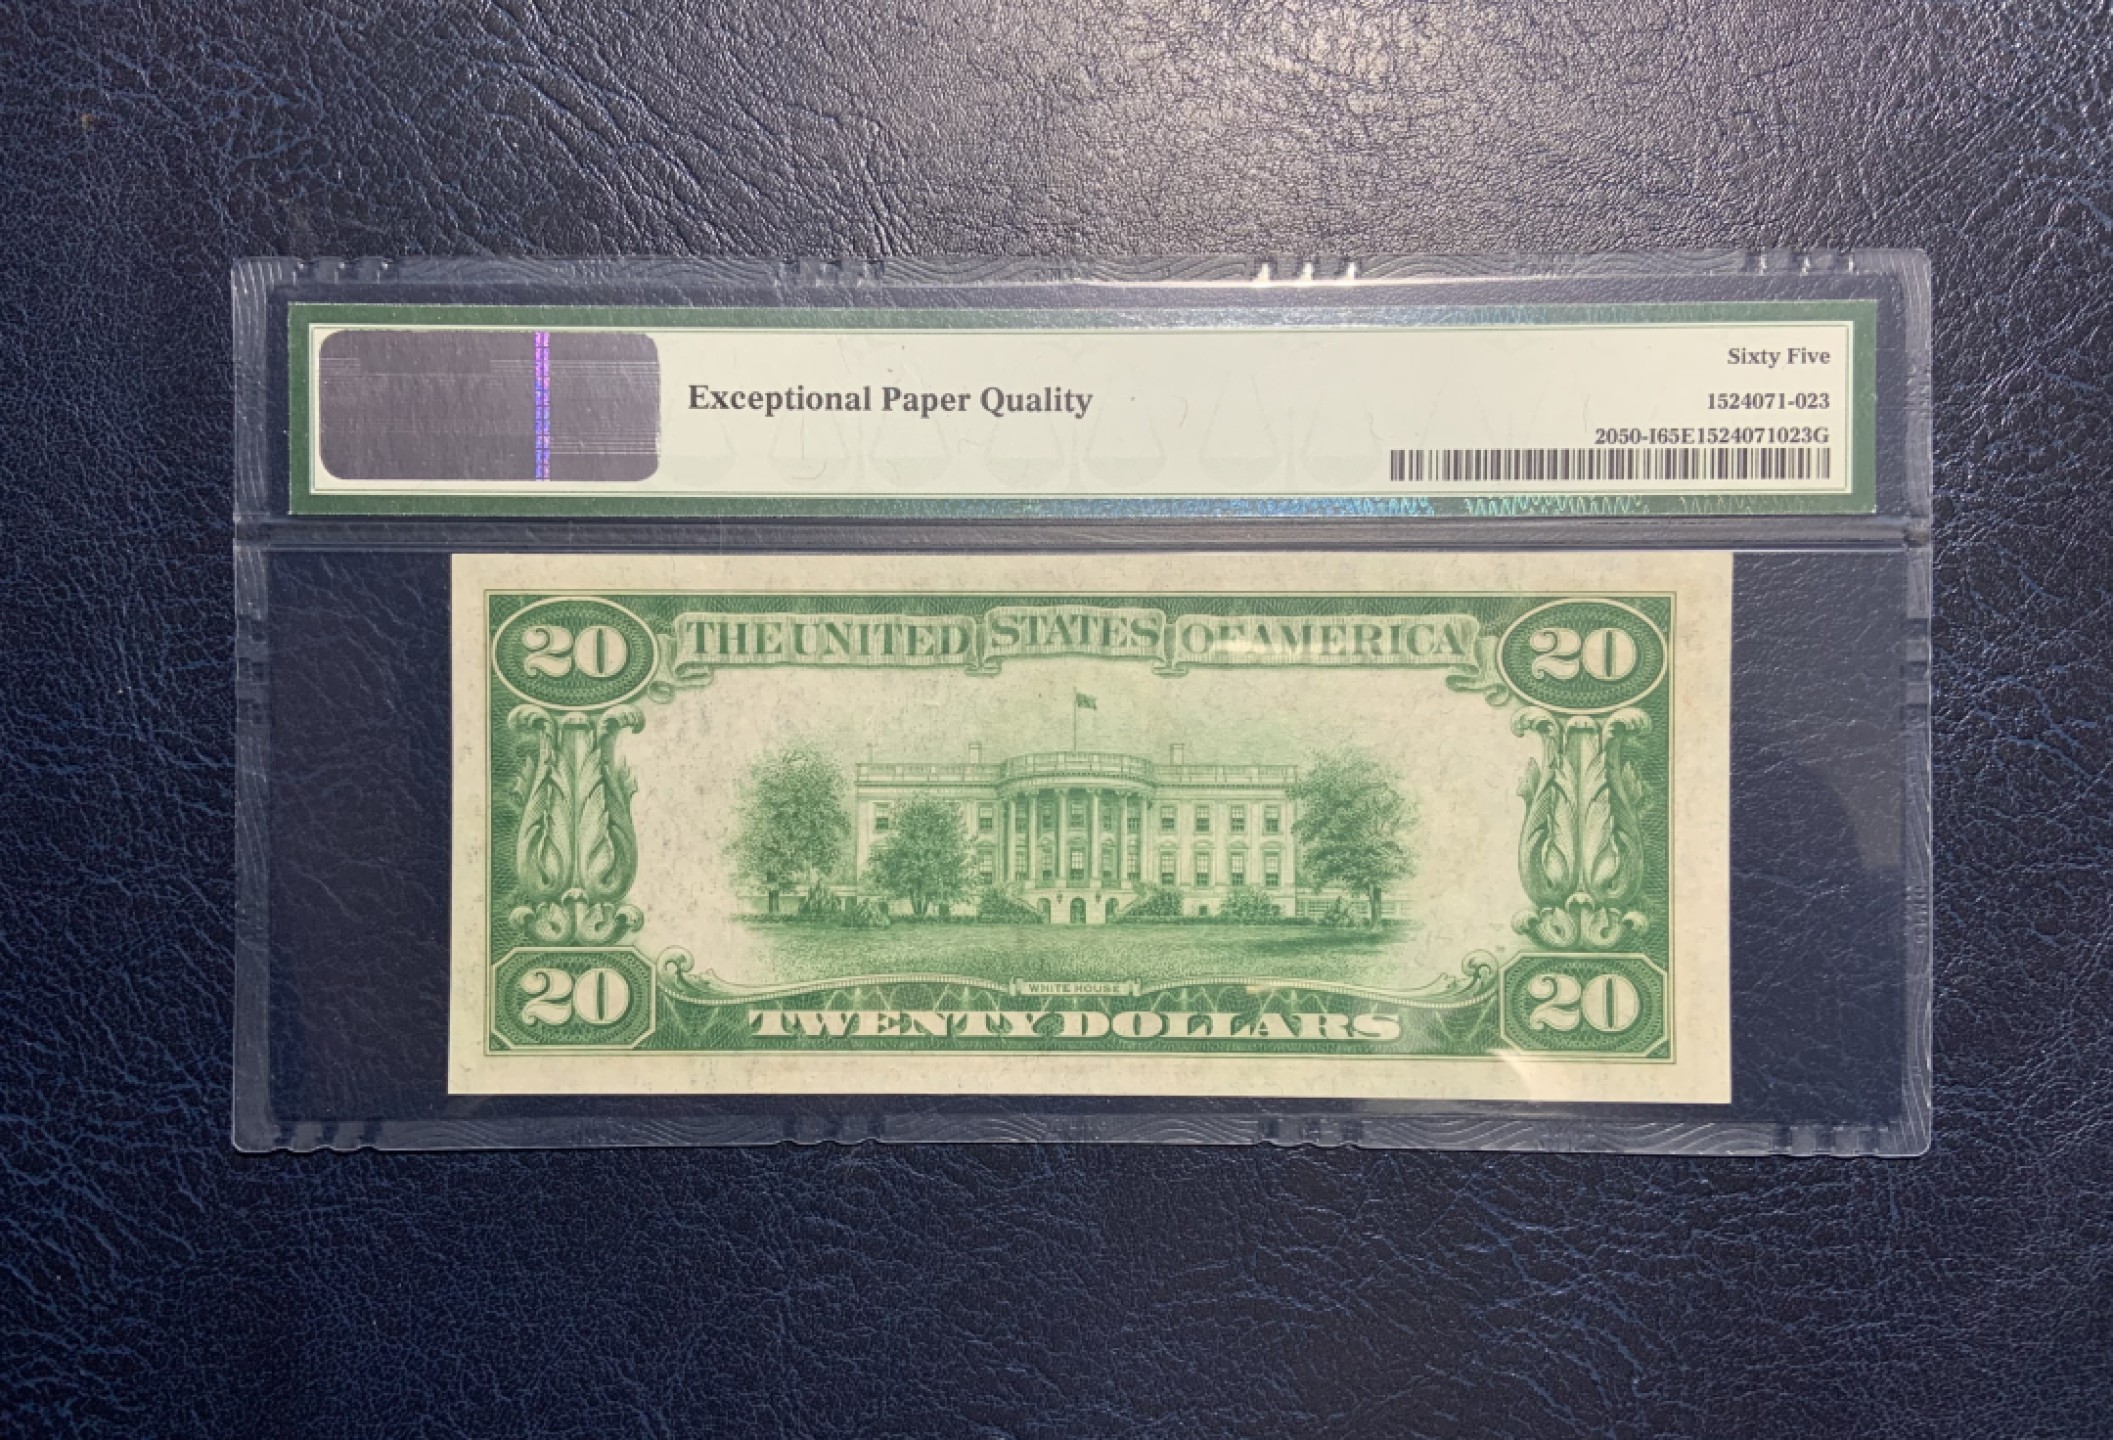 Sixty Five
Exceptional Paper Quality
1524071-023
2050-I65E1524071023G
20 THE UNITED STATES OF AMERICA 20
WHITE HOUSE
20 TWENTY DOLLARS 20